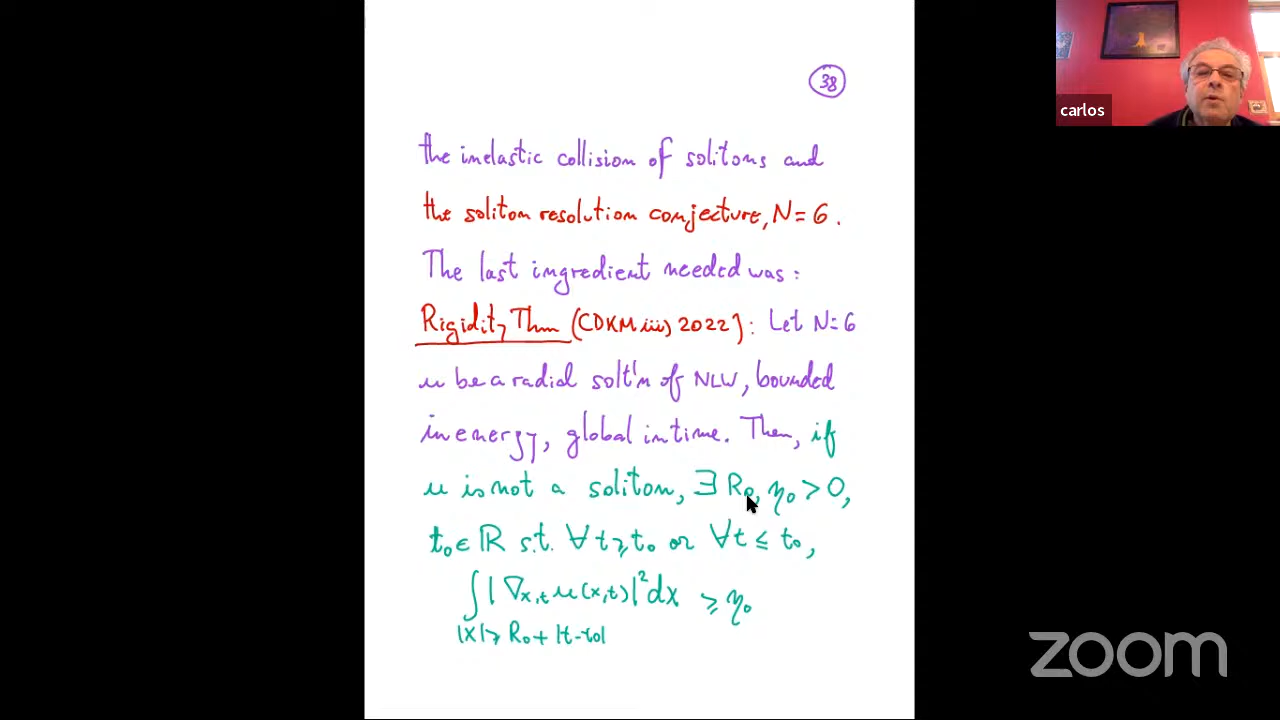 38
carlos
the inelastic collision of solitons and
the soliton resolution conjecture, N=6.
The last ingredient needed was:
Rigidity Thm (CDKM iii) 2022): Let N=6
u be a radial solt'n of NLW, bounded
in energy, global in time. Then, if
u is not a soliton, ∃ R₀, η₀ > 0,
t₀ ∈ ℝ s.t. ∀t ⩾ t₀ or ∀t ≤ t₀,
∫ |∇x,t u(x,t)|² dx ⩾ η₀
|x| ⩾ R₀ + |t-t₀|
zoom